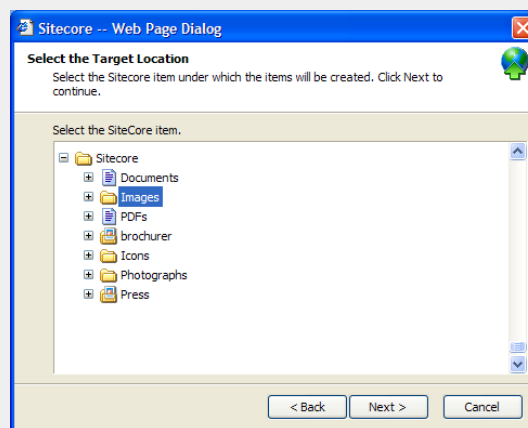 Sitecore -- Web Page Dialog
Select the Target Location
Select the Sitecore item under which the items will be created. Click Next to
continue.
Select the SiteCore item.
Sitecore
Documents
Images
PDFs
brochurer
Icons
Photographs
Press
< Back Next > Cancel